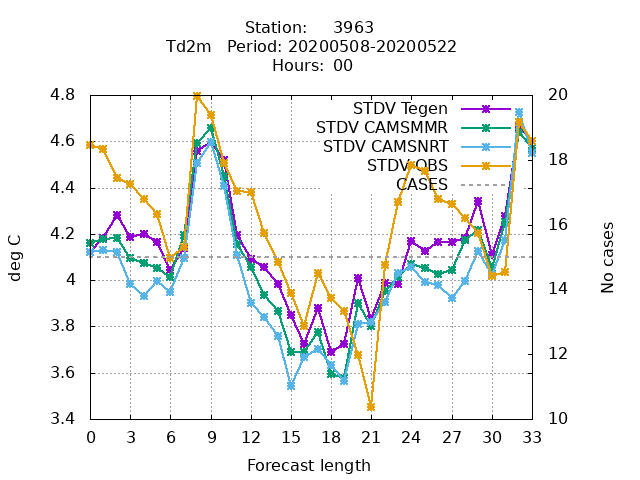 Station: 3963
Td2m Period: 20200508-20200522
Hours: 00
STDV Tegen
STDV CAMSMMR
STDV CAMSNRT
STDV OBS
CASES
deg C
4.8
4.6
4.4
4.2
4
3.8
3.6
3.4
20
18
16
14
12
10
No cases
0 3 6 9 12 15 18 21 24 27 30 33
Forecast length